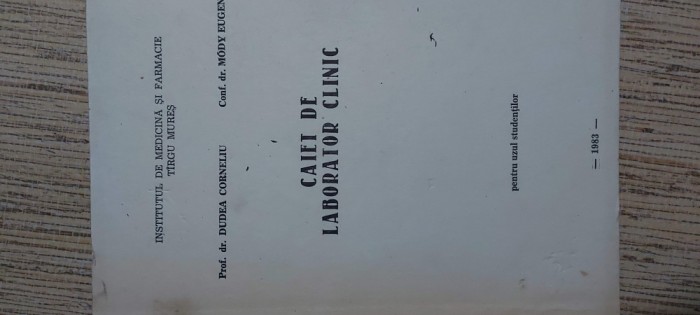 INSTITUTUL DE MEDICINĂ ȘI FARMACIE
TÎRGU MUREȘ
Prof. dr. DUDEA CORNELIU Conf. dr. MÓDY EUGEN
CAIET DE
LABORATOR CLINIC
pentru uzul studenților
— 1983 —